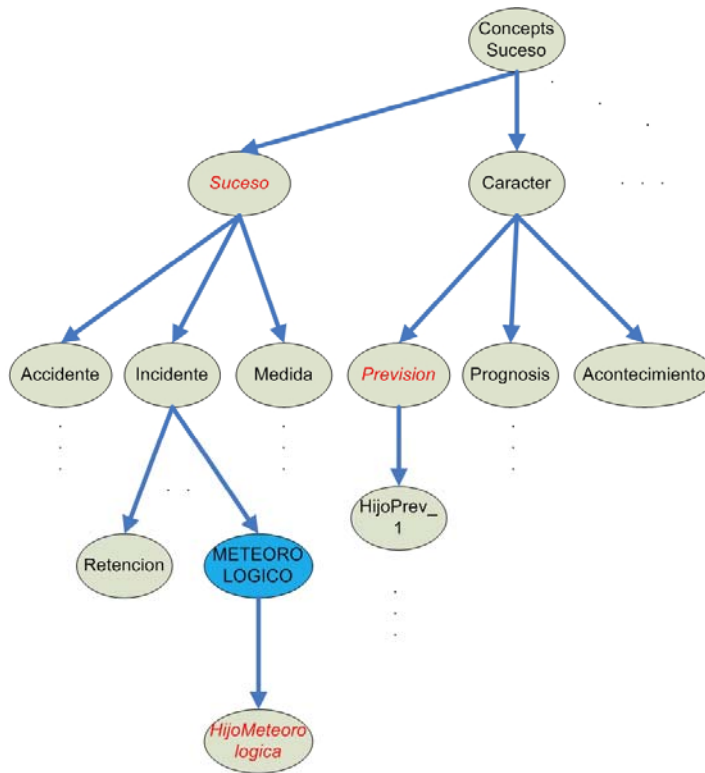 Concepts
Suceso
Suceso
Caracter
Accidente
Incidente
Medida
Prevision
Prognosis
Acontecimiento
HijoPrev_
1
Retencion
METEORO
LOGICO
HijoMeteoro
logica